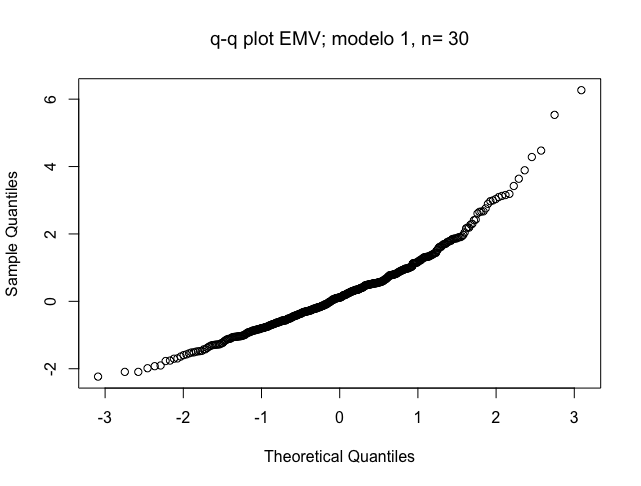 q-q plot EMV; modelo 1, n= 30
Sample Quantiles
6
4
2
0
-2
-3 -2 -1 0 1 2 3
Theoretical Quantiles